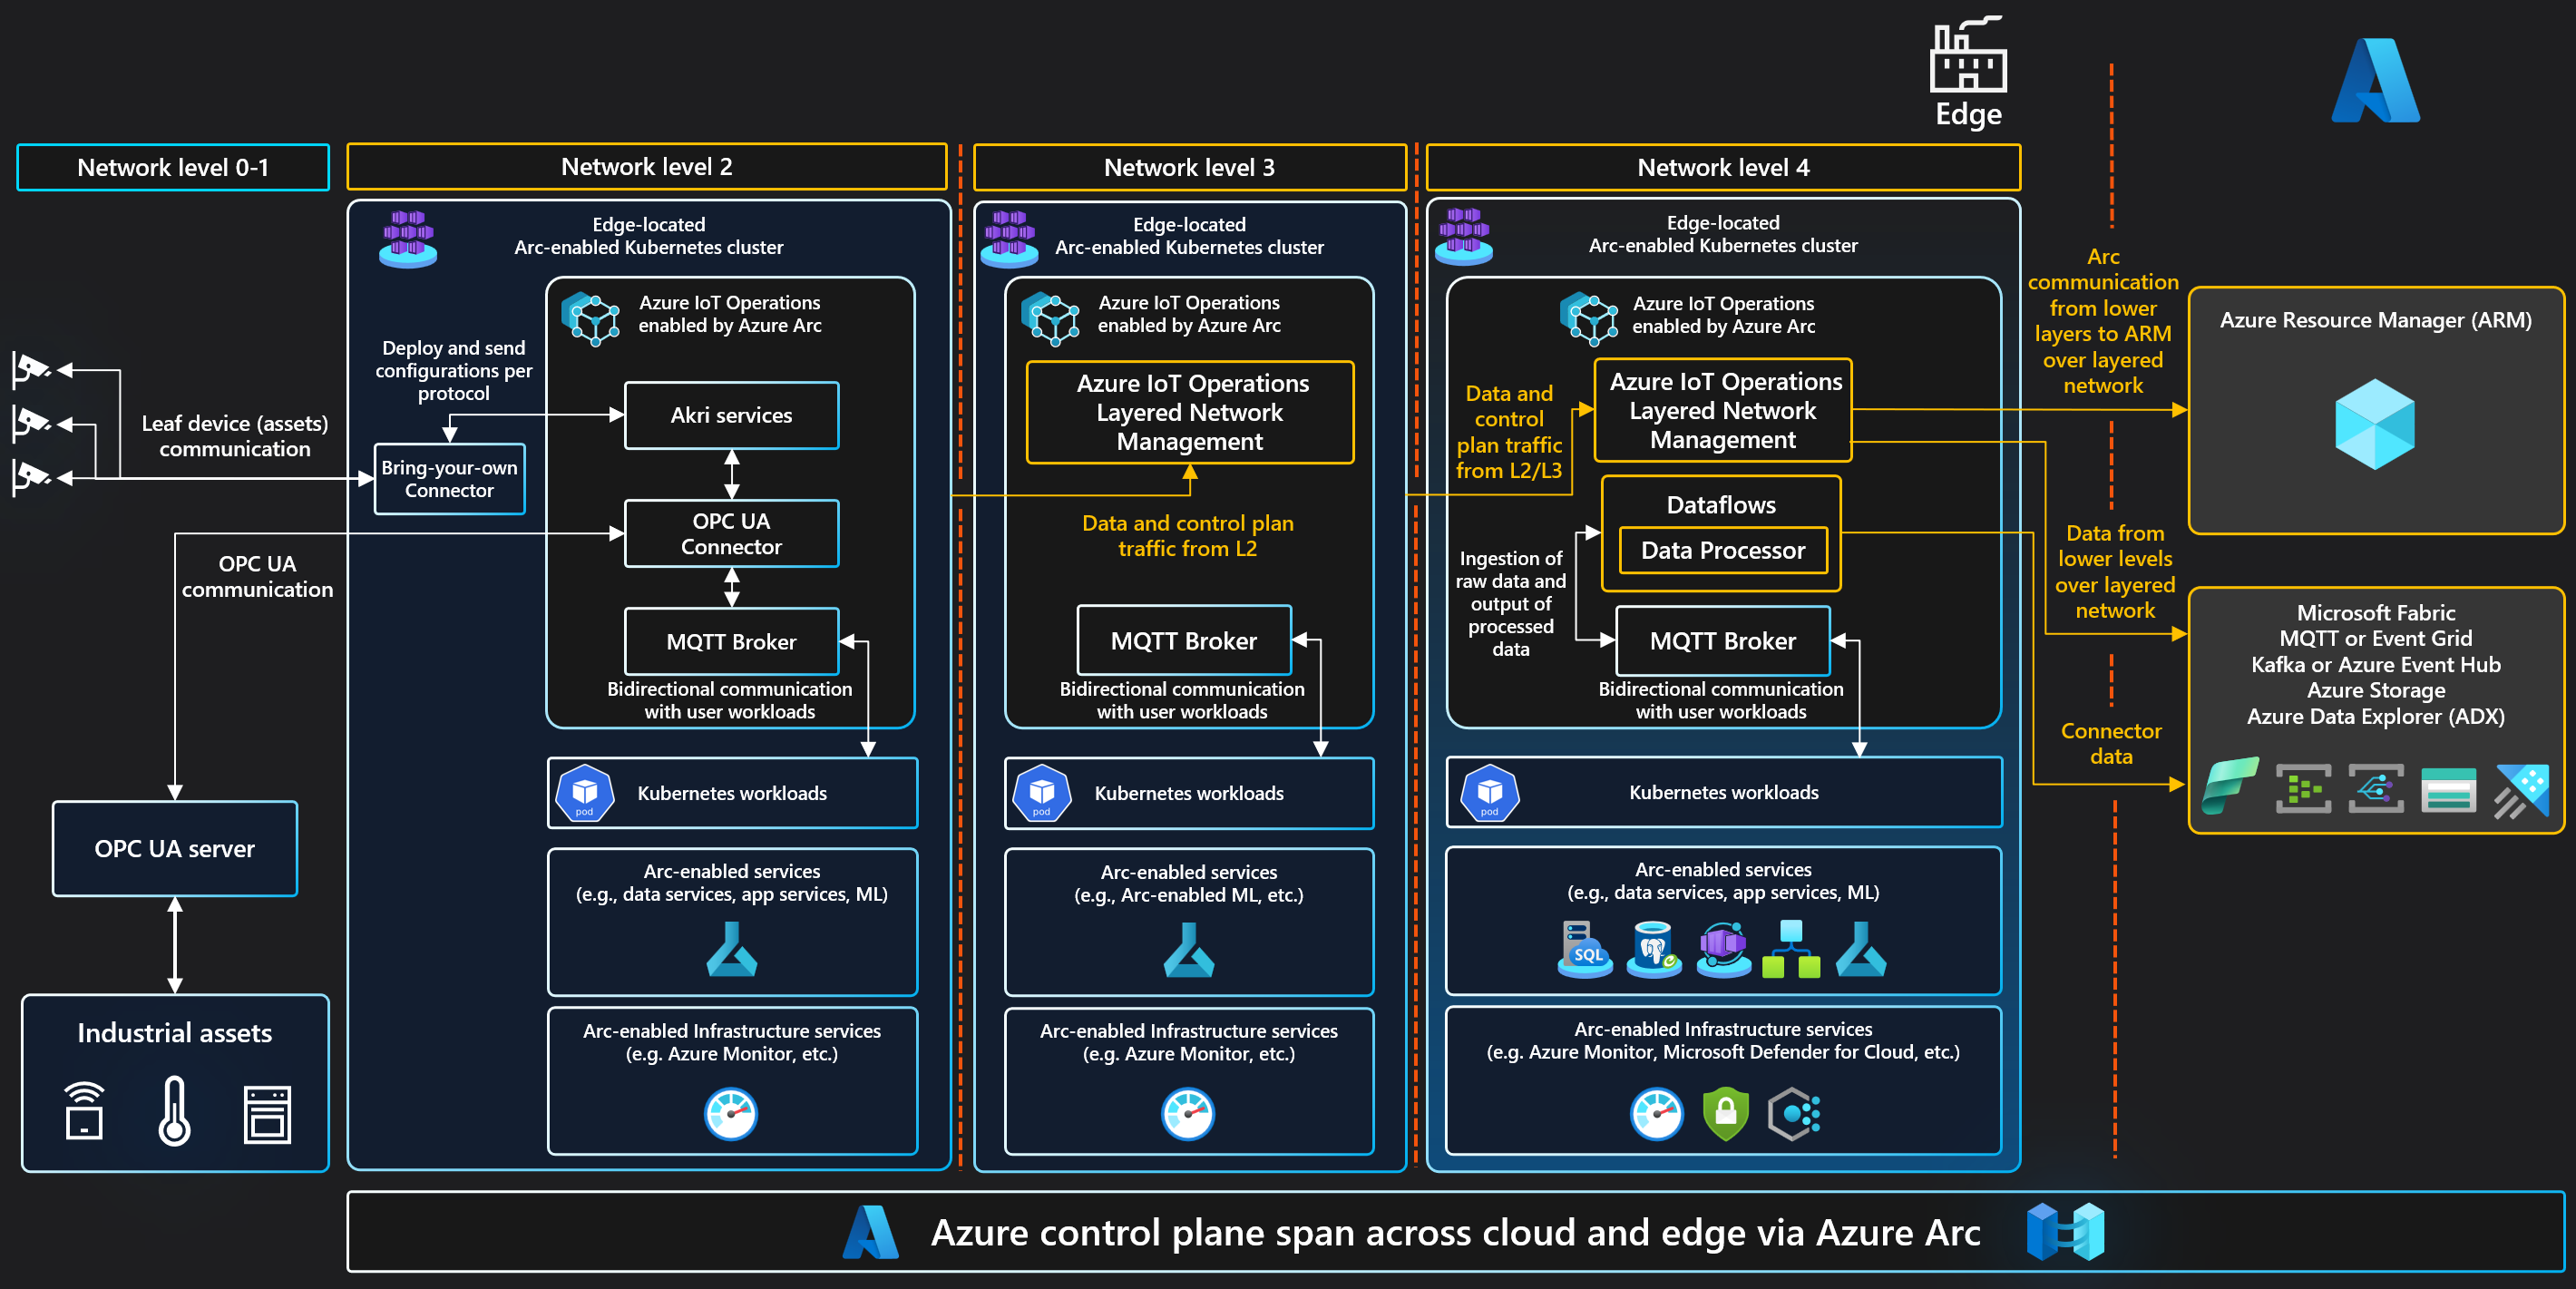 Edge
Network level 0-1
Network level 2
Network level 3
Network level 4
Leaf device (assets)
communication
OPC UA
communication
OPC UA server
Industrial assets
Edge-located
Arc-enabled Kubernetes cluster
Azure IoT Operations
enabled by Azure Arc
Deploy and send
configurations per
protocol
Bring-your-own
Connector
Akri services
OPC UA
Connector
MQTT Broker
Bidirectional communication
with user workloads
pod
Kubernetes workloads
Arc-enabled services
(e.g., data services, app services, ML)
Arc-enabled Infrastructure services
(e.g. Azure Monitor, etc.)
Edge-located
Arc-enabled Kubernetes cluster
Azure IoT Operations
enabled by Azure Arc
Azure IoT Operations
Layered Network
Management
Data and control plan
traffic from L2
MQTT Broker
Bidirectional communication
with user workloads
pod
Kubernetes workloads
Arc-enabled services
(e.g., Arc-enabled ML, etc.)
Arc-enabled Infrastructure services
(e.g. Azure Monitor, etc.)
Edge-located
Arc-enabled Kubernetes cluster
Azure IoT Operations
enabled by Azure Arc
Data and
control
plan traffic
from L2/L3
Azure IoT Operations
Layered Network
Management
Dataflows
Data Processor
Ingestion of
raw data and
output of
processed
data
MQTT Broker
Bidirectional communication
with user workloads
pod
Kubernetes workloads
Arc-enabled services
(e.g., data services, app services, ML)
SQL
Arc-enabled Infrastructure services
(e.g. Azure Monitor, Microsoft Defender for Cloud, etc.)
Arc
communication
from lower
layers to ARM
over layered
network
Data from
lower levels
over layered
network
Connector
data
Azure Resource Manager (ARM)
Microsoft Fabric
MQTT or Event Grid
Kafka or Azure Event Hub
Azure Storage
Azure Data Explorer (ADX)
Azure control plane span across cloud and edge via Azure Arc